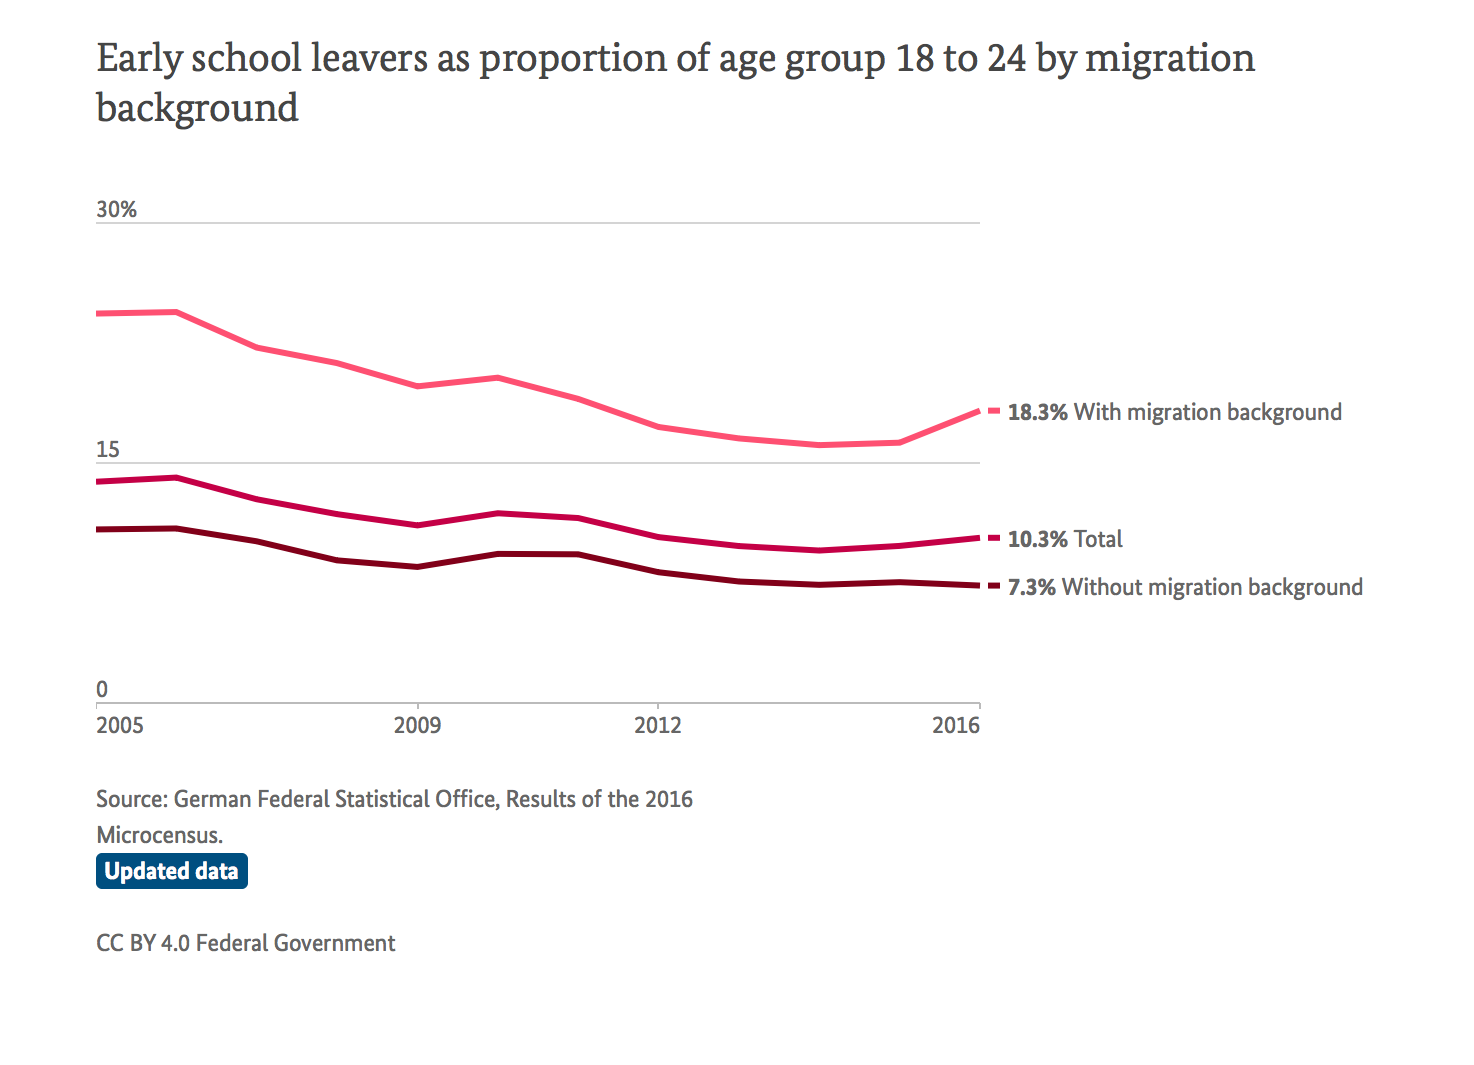 Early school leavers as proportion of age group 18 to 24 by migration
background
30%
18.3% With migration background
15
10.3% Total
7.3% Without migration background
0
2005 2009 2012 2016
Source: German Federal Statistical Office, Results of the 2016
Microcensus.
Updated data
CC BY 4.0 Federal Government